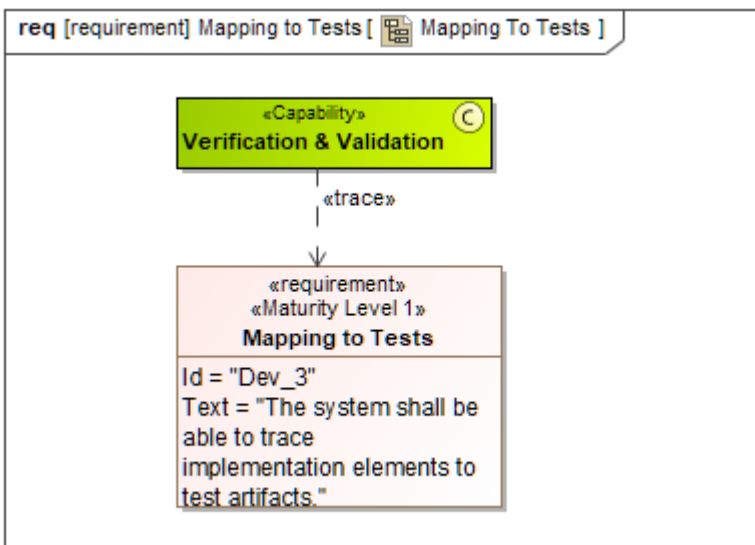 req [requirement] Mapping to Tests [ Mapping To Tests ]
«Capability»
C
Verification & Validation
«trace»
«requirement»
«Maturity Level 1»
Mapping to Tests
Id = "Dev_3"
Text = "The system shall be
able to trace
implementation elements to
test artifacts."